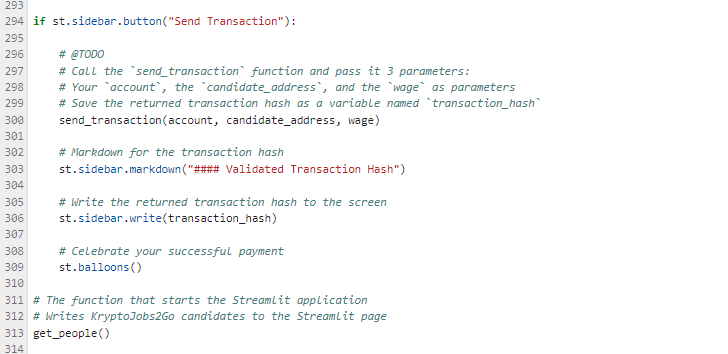 293
294 if st.sidebar.button("Send Transaction"):
295
296 # @TODO
297 # Call the `send_transaction` function and pass it 3 parameters:
298 # Your `account`, the `candidate_address`, and the `wage` as parameters
299 # Save the returned transaction hash as a variable named `transaction_hash`
300 send_transaction(account, candidate_address, wage)
301
302 # Markdown for the transaction hash
303 st.sidebar.markdown("#### Validated Transaction Hash")
304
305 # Write the returned transaction hash to the screen
306 st.sidebar.write(transaction_hash)
307
308 # Celebrate your successful payment
309 st.balloons()
310
311 # The function that starts the Streamlit application
312 # Writes KryptoJobs2Go candidates to the Streamlit page
313 get_people()
314